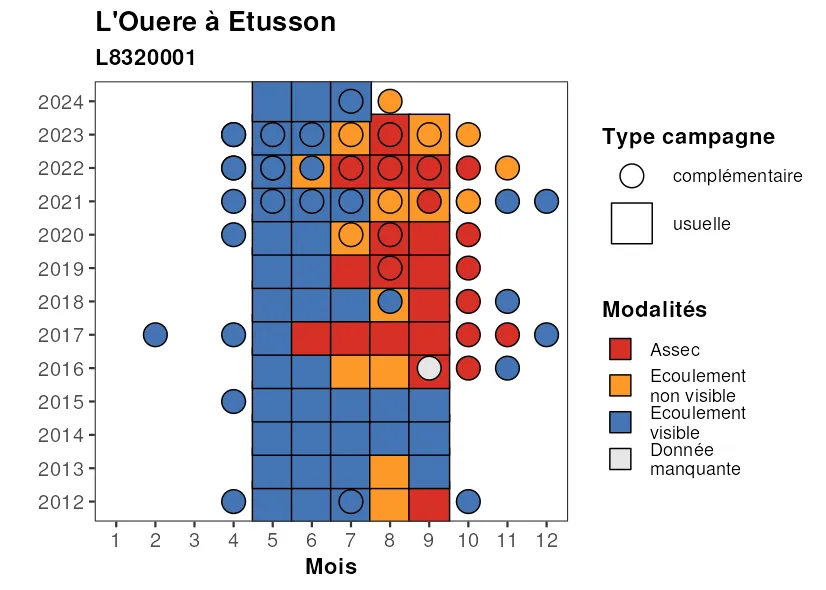 L'Ouere à Etusson
L8320001
2024
2023
2022
2021
2020
2019
2018
2017
2016
2015
2014
2013
2012
1 2 3 4 5 6 7 8 9 10 11 12
Mois
Type campagne
complémentaire
usuelle
Modalités
Assec
Ecoulement
non visible
Ecoulement
visible
Donnée
manquante